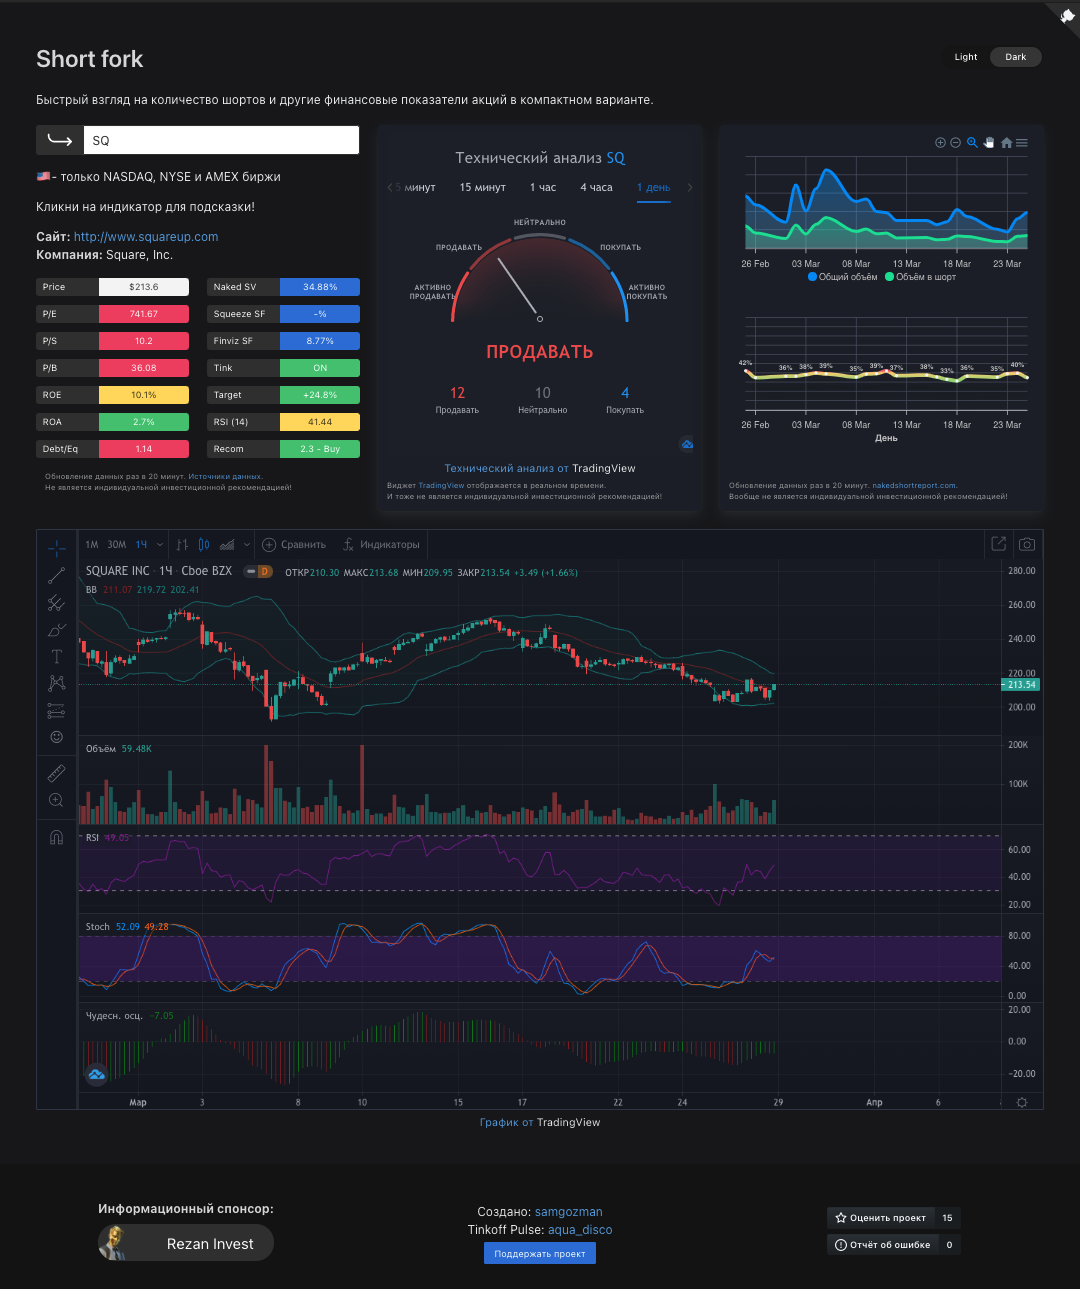 Short fork
Light
Dark
Быстрый взгляд на количество шортов и другие финансовые показатели акций в компактном варианте.
SQ
🇺🇸 - только NASDAQ, NYSE и AMEX биржи
Кликни на индикатор для подсказки!
Сайт: http://www.squareup.com
Компания: Square, Inc.
Price $213.6
Naked SV 34.88%
P/E 741.67
Squeeze SF -%
P/S 10.2
Finviz SF 8.77%
P/B 36.08
Tink ON
ROE 10.1%
Target +24.8%
ROA 2.7%
RSI (14) 41.44
Debt/Eq 1.14
Recom 2.3 - Buy
Обновление данных раз в 20 минут. Источники данных.
Не является индивидуальной инвестиционной рекомендацией!
Технический анализ SQ
5 минут 15 минут 1 час 4 часа 1 день
НЕЙТРАЛЬНО
ПРОДАВАТЬ ПОКУПАТЬ
АКТИВНО ПРОДАВАТЬ
АКТИВНО ПОКУПАТЬ
ПРОДАВАТЬ
12 10 4
Продавать Нейтрально Покупать
Технический анализ от TradingView
Виджет TradingView отображается в реальном времени.
И тоже не является индивидуальной инвестиционной рекомендацией!
26 Feb 03 Mar 08 Mar 13 Mar 18 Mar 23 Mar
Общий объём Объём в шорт
42% 36% 38% 39% 35% 39% 37% 38% 33% 36% 35% 40%
26 Feb 03 Mar 08 Mar 13 Mar 18 Mar 23 Mar
День
Обновление данных раз в 20 минут. nakedshortreport.com.
Вообще не является индивидуальной инвестиционной рекомендацией!
1М 30М 1Ч Сравнить Индикаторы
SQUARE INC · 1Ч · Cboe BZX D ОТКР210.30 МАКС213.68 МИН209.95 ЗАКР213.54 +3.49 (+1.66%)
BB 211.07 219.72 202.41
280.00
260.00
240.00
220.00
213.54
200.00
Объём 59.48K
200K
100K
RSI 49.05
60.00
40.00
20.00
Stoch 52.09 49.28
80.00
40.00
0.00
Чудесн. осц. −7.05
20.00
0.00
−20.00
Мар 3 8 10 15 17 22 24 29 Апр 6
График от TradingView
Информационный спонсор:
Rezan Invest
Создано: samgozman
Tinkoff Pulse: aqua_disco
Поддержать проект
Оценить проект 15
Отчёт об ошибке 0